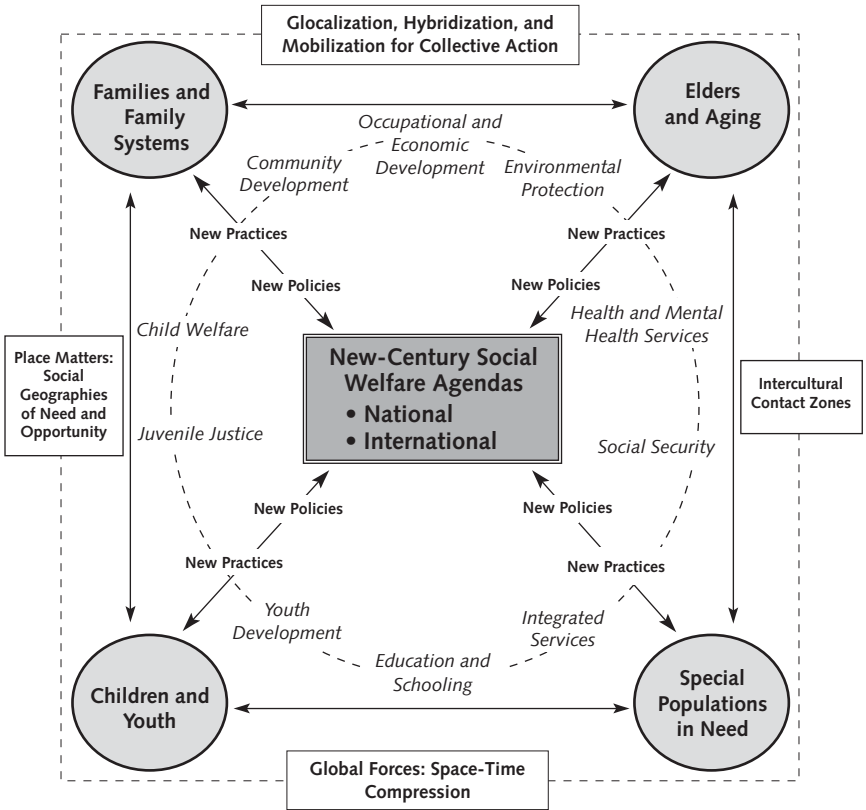 Glocalization, Hybridization, and
Mobilization for Collective Action
Families and
Family
Systems
Elders
and Aging
Occupational and
Economic
Development
Community
Development
Environmental
Protection
New Practices
New Policies
New Practices
New Policies
Child Welfare
Health and Mental
Health Services
Place Matters:
Social
Geographies
of Need and
Opportunity
New-Century Social
Welfare Agendas
• National
• International
Intercultural
Contact Zones
Juvenile Justice
Social Security
New Policies
New Practices
New Policies
New Practices
Youth
Development
Integrated
Services
Education and
Schooling
Children and
Youth
Special
Populations
in Need
Global Forces: Space-Time
Compression